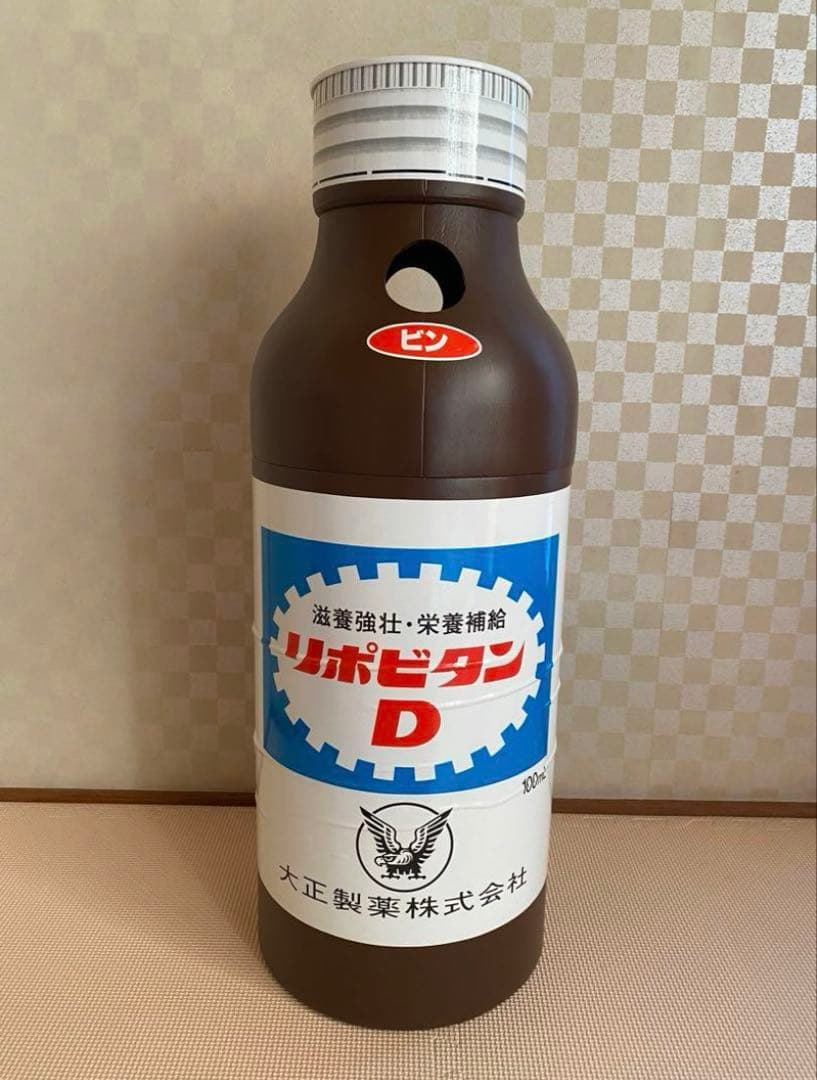 ビン
滋養強壮・栄養補給
リポビタン
D
100mL
大正製薬株式会社